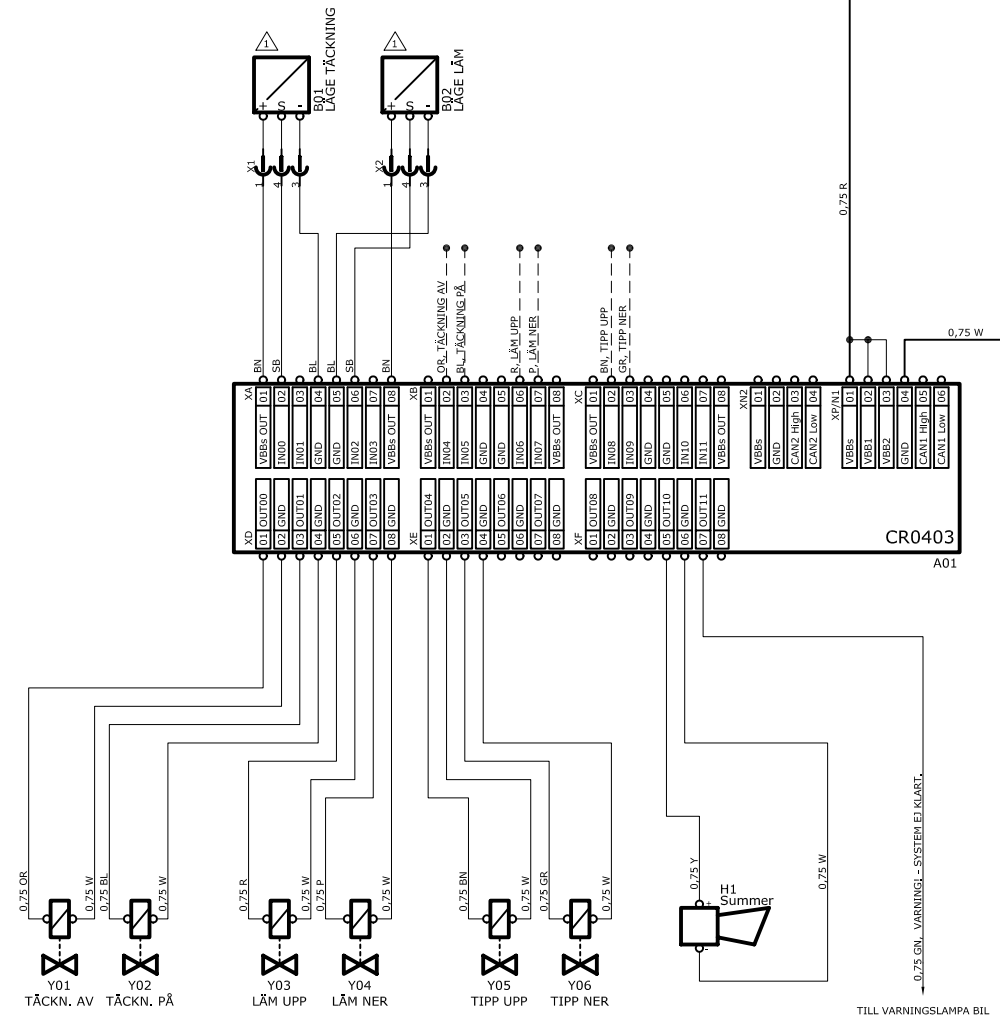 1
1
B01
LÄGE TÄCKNING
B02
LÄGE LÄM
+ S -
+ S -
X1
1 4 3
X2
1 4 3
0,75 R
0,75 W
BN SB BL BL SB BN
OR, TÄCKNING AV
BL, TÄCKNING PÅ
R, LÄM UPP
P, LÄM NER
BN, TIPP UPP
GR, TIPP NER
XA
01 VBBs OUT
02 IN00
03 IN01
04 GND
05 GND
06 IN02
07 IN03
08 VBBs OUT
XB
01 VBBs OUT
02 IN04
03 IN05
04 GND
05 GND
06 IN06
07 IN07
08 VBBs OUT
XC
01 VBBs OUT
02 IN08
03 IN09
04 GND
05 GND
06 IN10
07 IN11
08 VBBs OUT
XN2
01 VBBs
02 GND
03 CAN2 High
04 CAN2 Low
XP/N1
01 VBBs
02 VBB1
03 VBB2
04 GND
05 CAN1 High
06 CAN1 Low
XD
01 OUT00
02 GND
03 OUT01
04 GND
05 OUT02
06 GND
07 OUT03
08 GND
XE
01 OUT04
02 GND
03 OUT05
04 GND
05 OUT06
06 GND
07 OUT07
08 GND
XF
01 OUT08
02 GND
03 OUT09
04 GND
05 OUT10
06 GND
07 OUT11
08 GND
CR0403
A01
0,75 OR
0,75 W
0,75 BL
0,75 W
0,75 R
0,75 W
0,75 P
0,75 W
0,75 BN
0,75 W
0,75 GR
0,75 W
0,75 Y
0,75 W
0,75 GN, VARNING! - SYSTEM EJ KLART.
H1
Summer
+
-
Y01
TÄCKN. AV
Y02
TÄCKN. PÅ
Y03
LÄM UPP
Y04
LÄM NER
Y05
TIPP UPP
Y06
TIPP NER
TILL VARNINGSLAMPA BIL